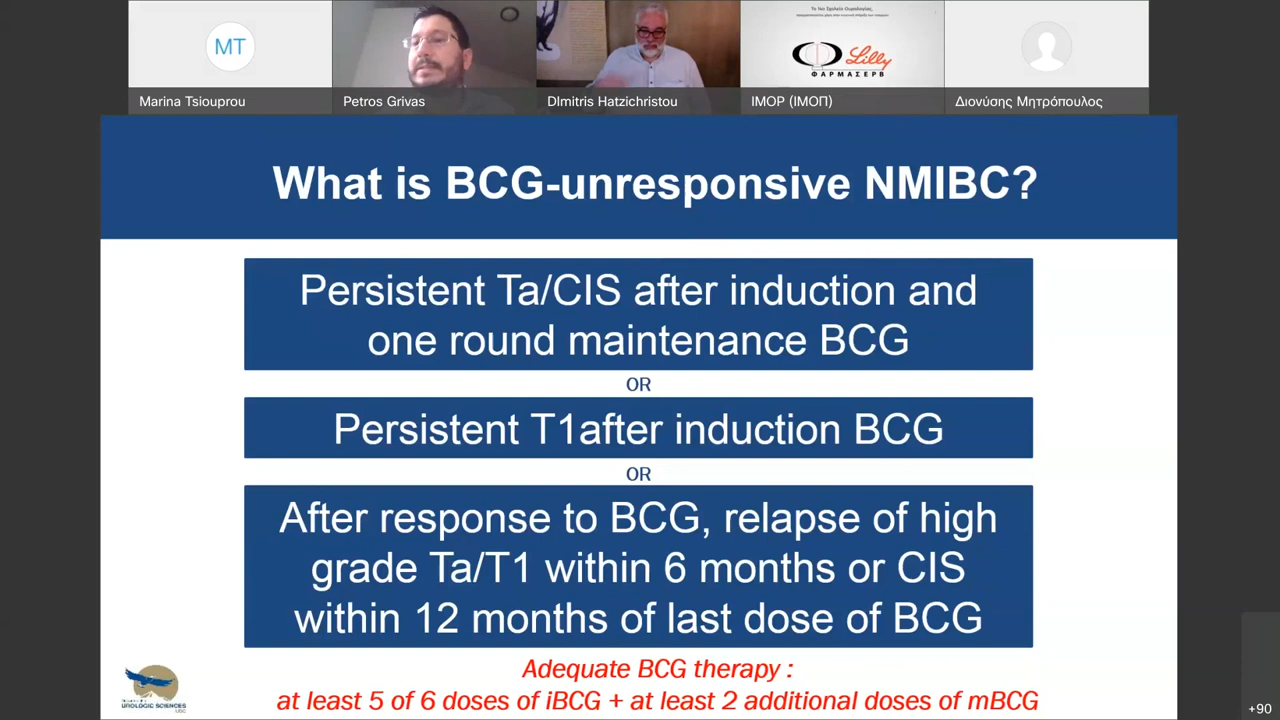 MT
Marina Tsiouprou
Petros Grivas
DImitris Hatzichristou
Lilly
ΦΑΡΜΑΣΕΡΒ
IMOP (ΙΜΟΠ)
Διονύσης Μητρόπουλος
What is BCG-unresponsive NMIBC?
Persistent Ta/CIS after induction and
one round maintenance BCG
OR
Persistent T1after induction BCG
OR
After response to BCG, relapse of high
grade Ta/T1 within 6 months or CIS
within 12 months of last dose of BCG
Adequate BCG therapy :
at least 5 of 6 doses of iBCG + at least 2 additional doses of mBCG
UROLOGIC SCIENCES
+90